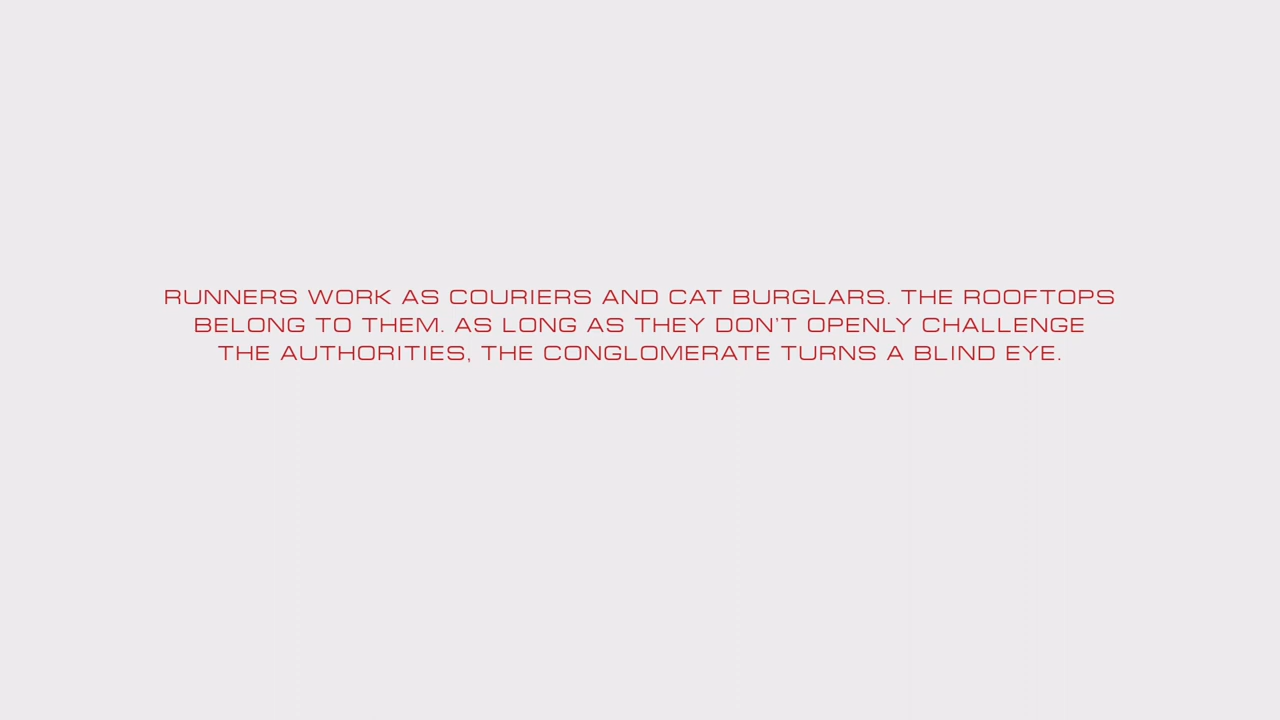 RUNNERS WORK AS COURIERS AND CAT BURGLARS. THE ROOFTOPS
BELONG TO THEM. AS LONG AS THEY DON'T OPENLY CHALLENGE
THE AUTHORITIES, THE CONGLOMERATE TURNS A BLIND EYE.